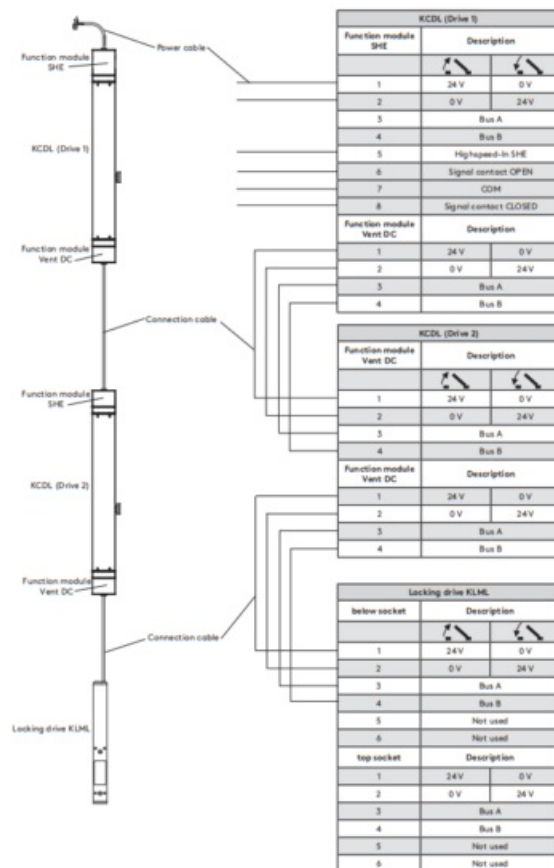 Power cable
Function module
SHE
KCDL (Drive 1)
Function module
Vent DC
Connection cable
Function module
SHE
KCDL (Drive 2)
Function module
Vent DC
Connection cable
Locking drive KLML
KCDL (Drive 1)
Function module
SHE
Description
1 24 V 0 V
2 0 V 24 V
3 Bus A
4 Bus B
5 Highspeed-In SHE
6 Signal contact OPEN
7 COM
8 Signal contact CLOSED
Function module
Vent DC
Description
1 24 V 0 V
2 0 V 24 V
3 Bus A
4 Bus B
KCDL (Drive 2)
Function module
Vent DC
Description
1 24 V 0 V
2 0 V 24 V
3 Bus A
4 Bus B
Function module
Vent DC
Description
1 24 V 0 V
2 0 V 24 V
3 Bus A
4 Bus B
Locking drive KLML
below socket Description
1 24 V 0 V
2 0 V 24 V
3 Bus A
4 Bus B
5 Not used
6 Not used
top socket Description
1 24 V 0 V
2 0 V 24 V
3 Bus A
4 Bus B
5 Not used
6 Not used